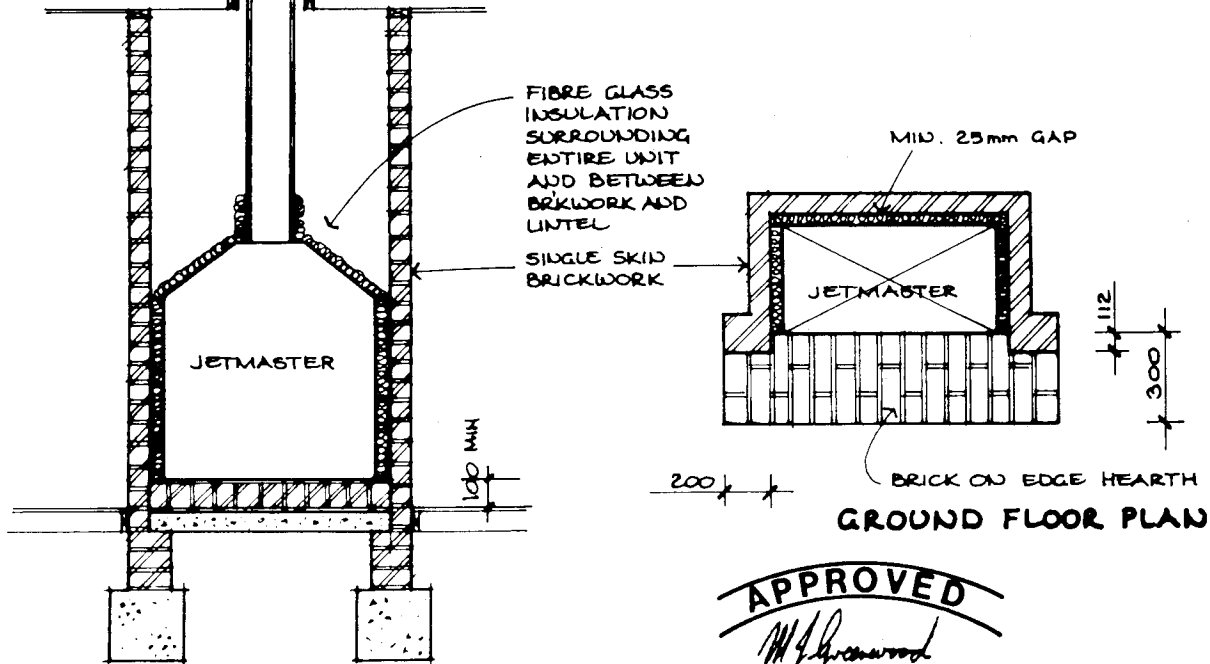 FIBRE GLASS
INSULATION
SURROUNDING
ENTIRE UNIT
AND BETWEEN
BRKWORK AND
LINTEL
SINGLE SKIN
BRICKWORK
JETMASTER
100 MIN
MIN. 25mm GAP
JETMASTER
112
300
200
BRICK ON EDGE HEARTH
GROUND FLOOR PLAN
APPROVED
M J Greenwood